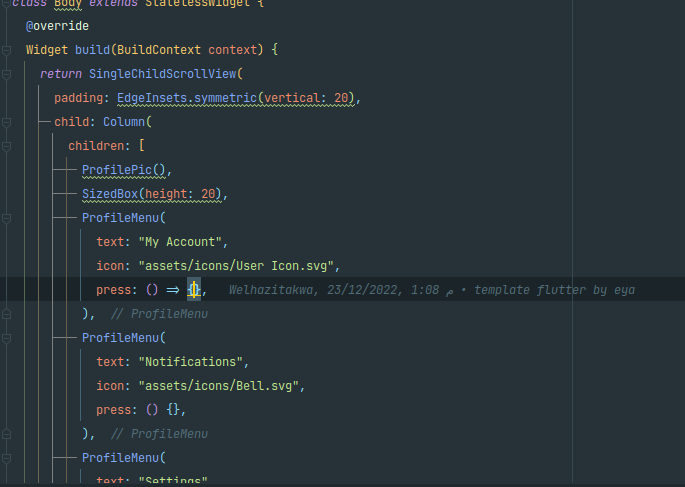 class Body extends StatelessWidget {
@override
Widget build(BuildContext context) {
return SingleChildScrollView(
padding: EdgeInsets.symmetric(vertical: 20),
child: Column(
children: [
ProfilePic(),
SizedBox(height: 20),
ProfileMenu(
text: "My Account",
icon: "assets/icons/User Icon.svg",
press: () => {}, Welhazitakwa, 23/12/2022, 1:08 م • template flutter by eya
), // ProfileMenu
ProfileMenu(
text: "Notifications",
icon: "assets/icons/Bell.svg",
press: () {},
), // ProfileMenu
ProfileMenu(
text: "Settings"